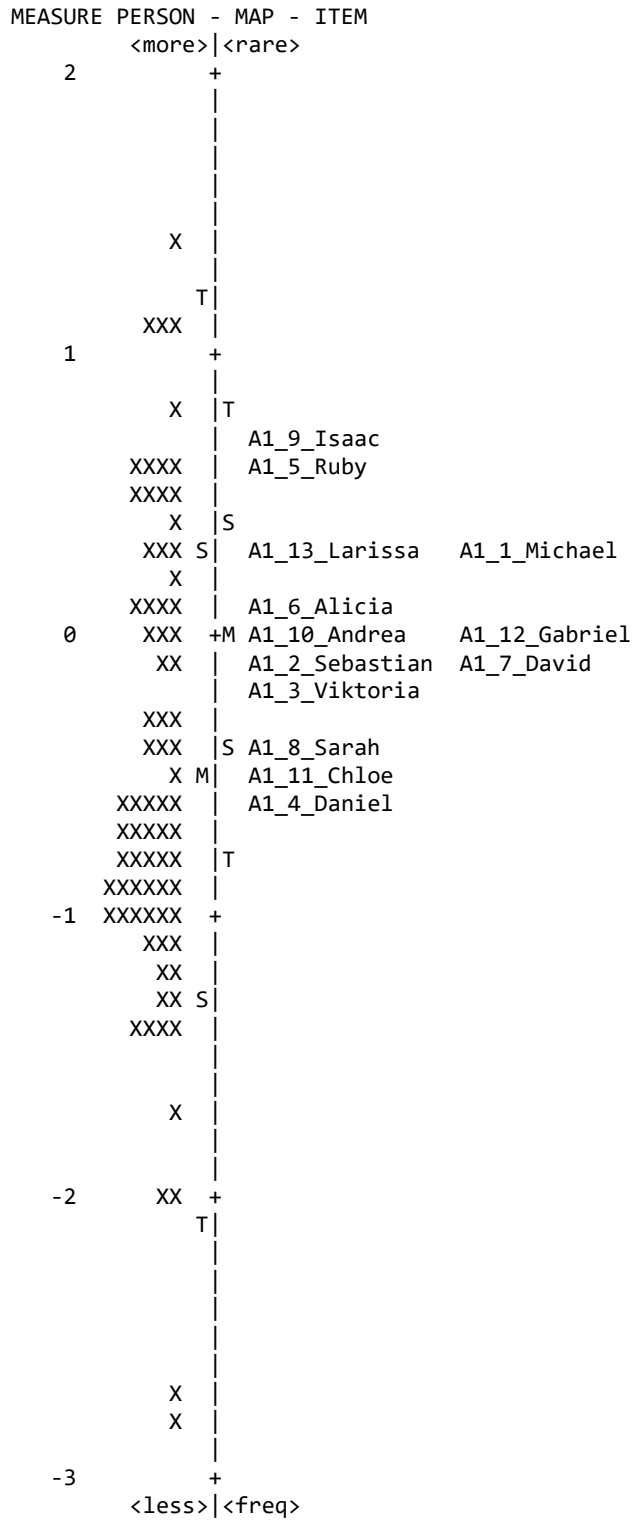 MEASURE PERSON - MAP - ITEM
<more>|<rare>
2 +
|
|
|
|
|
X |
|
T|
XXX |
1 +
|
X |T
| A1_9_Isaac
XXXX | A1_5_Ruby
XXXX |
X |S
XXX S| A1_13_Larissa A1_1_Michael
X |
XXXX | A1_6_Alicia
0 XXX +M A1_10_Andrea A1_12_Gabriel
XX | A1_2_Sebastian A1_7_David
| A1_3_Viktoria
XXX |
XXX |S A1_8_Sarah
X M| A1_11_Chloe
XXXXX | A1_4_Daniel
XXXXX |
XXXXX |T
XXXXXX |
-1 XXXXXX +
XXX |
XX |
XX S|
XXXX |
|
|
X |
|
|
-2 XX +
T|
|
|
|
|
|
X |
X |
|
-3 +
<less>|<freq>